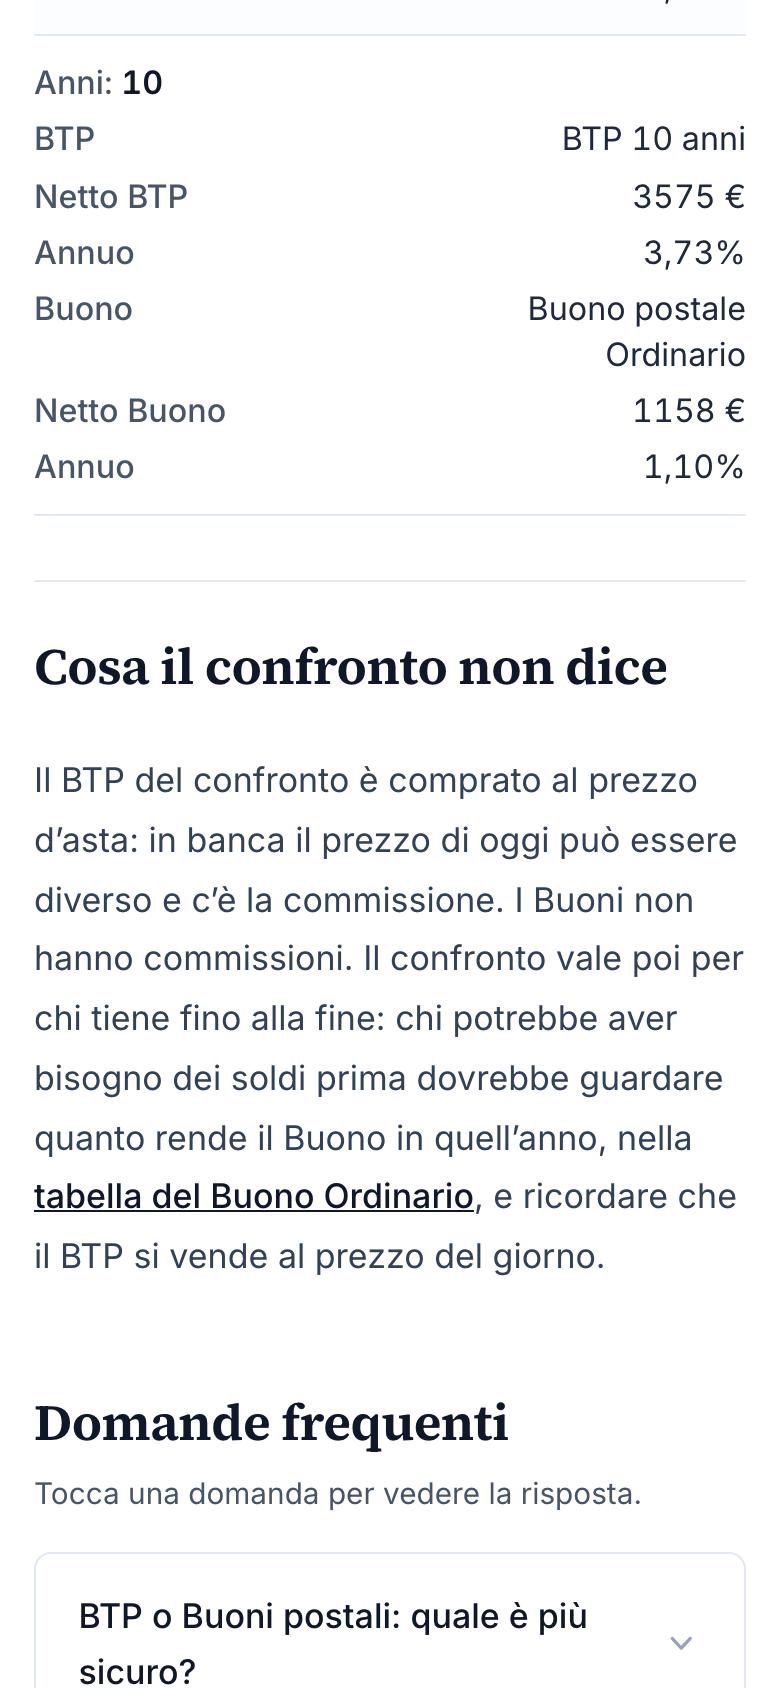 Anni: 10
BTP BTP 10 anni
Netto BTP 3575 €
Annuo 3,73%
Buono Buono postale
Ordinario
Netto Buono 1158 €
Annuo 1,10%
Cosa il confronto non dice
Il BTP del confronto è comprato al prezzo
d’asta: in banca il prezzo di oggi può essere
diverso e c’è la commissione. I Buoni non
hanno commissioni. Il confronto vale poi per
chi tiene fino alla fine: chi potrebbe aver
bisogno dei soldi prima dovrebbe guardare
quanto rende il Buono in quell’anno, nella
tabella del Buono Ordinario, e ricordare che
il BTP si vende al prezzo del giorno.
Domande frequenti
Tocca una domanda per vedere la risposta.
BTP o Buoni postali: quale è più
sicuro?